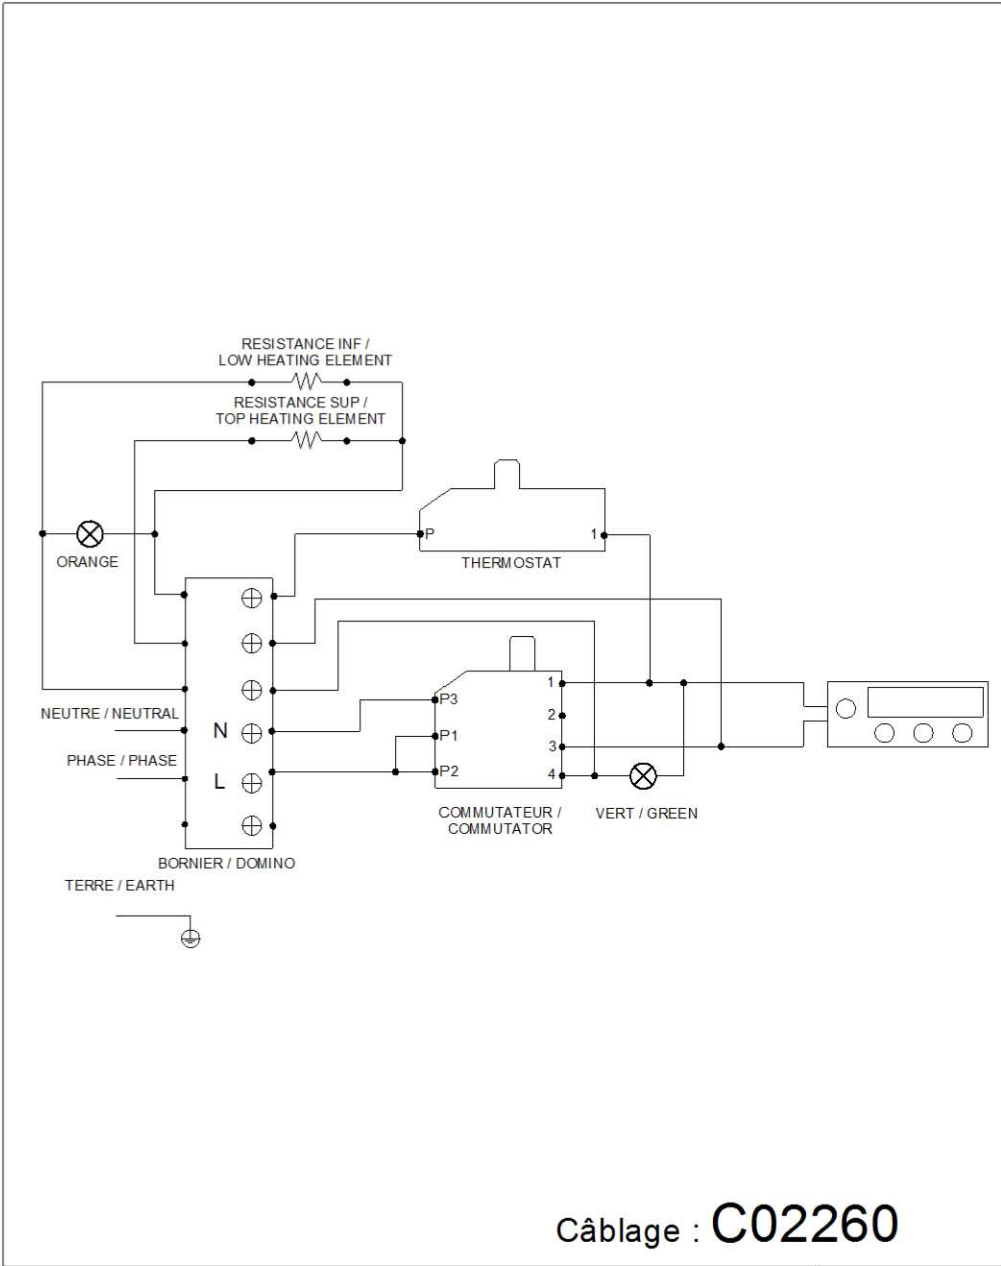 RESISTANCE INF /
LOW HEATING ELEMENT
RESISTANCE SUP /
TOP HEATING ELEMENT
P
1
THERMOSTAT
ORANGE
NEUTRE / NEUTRAL
N
PHASE / PHASE
L
BORNIER / DOMINO
TERRE / EARTH
P3
P1
P2
1
2
3
4
COMMUTATEUR /
COMMUTATOR
VERT / GREEN
Câblage : C02260